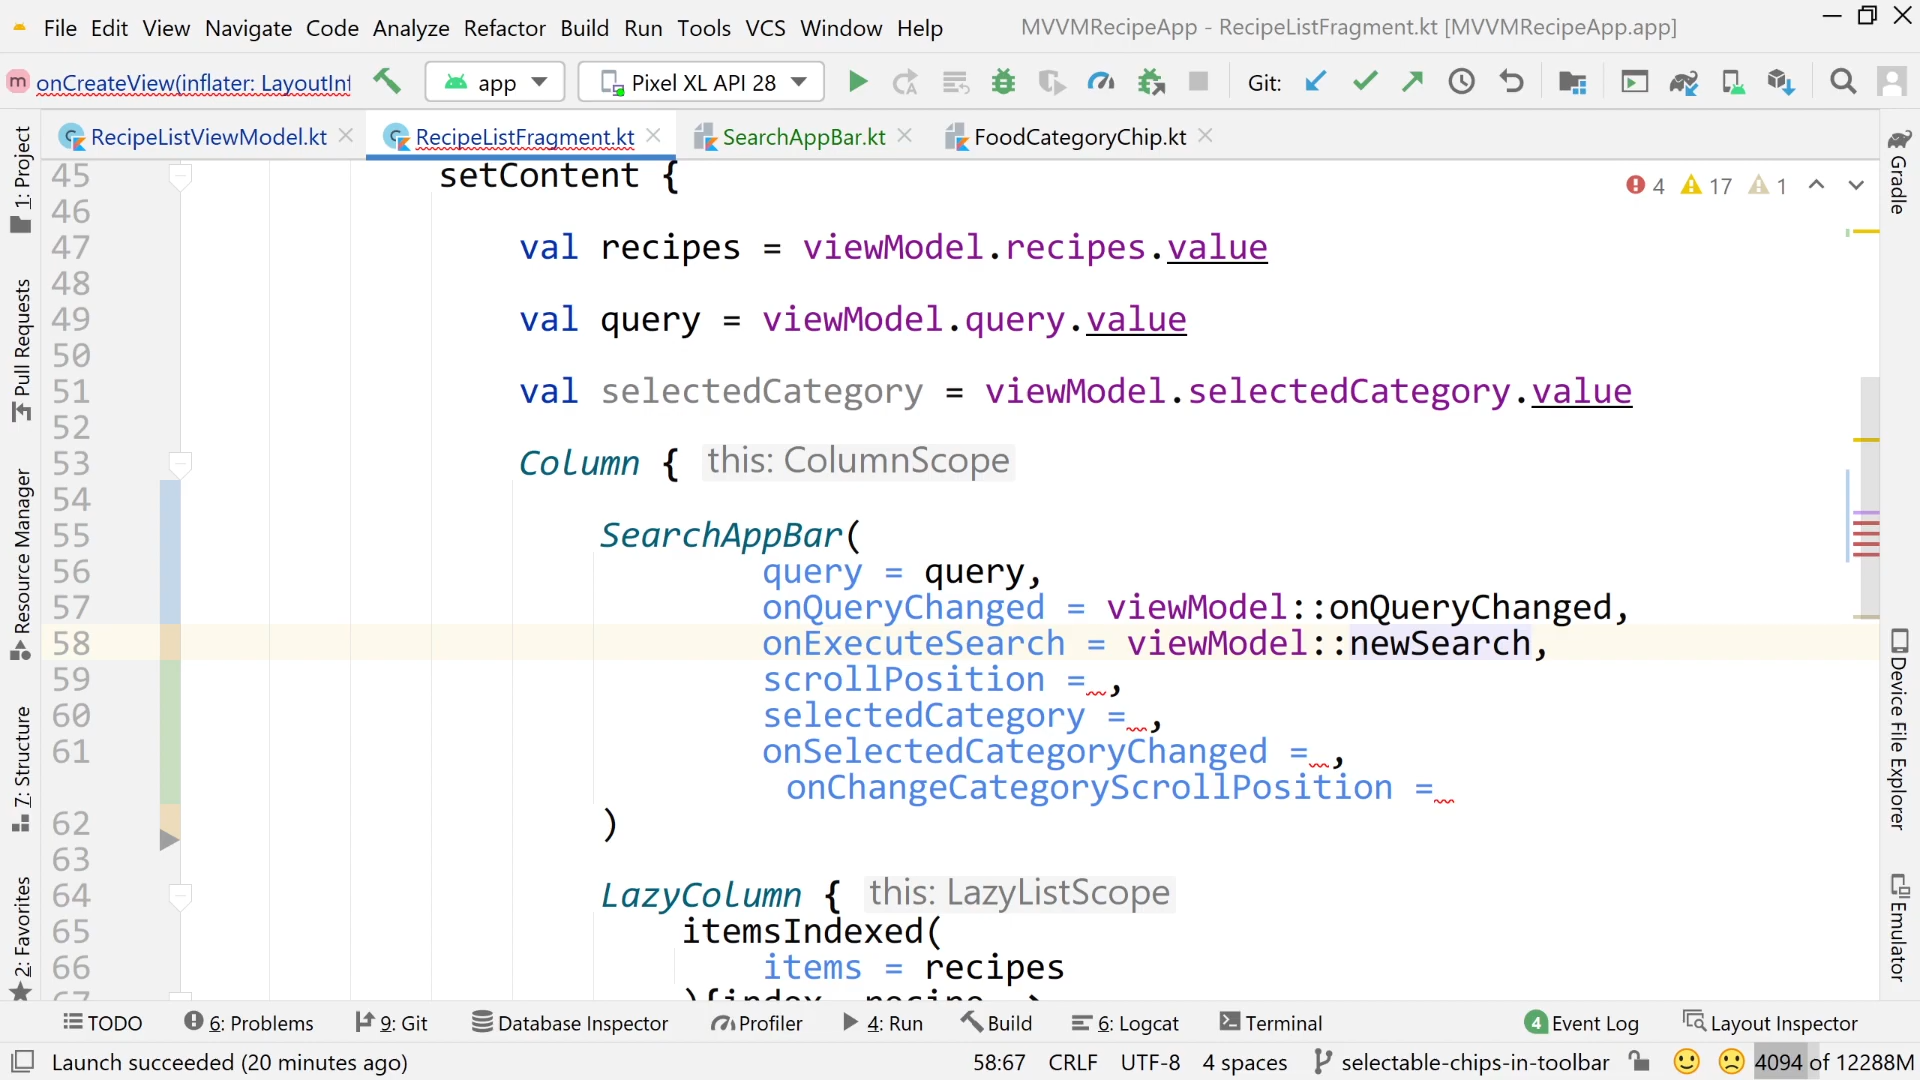 File Edit View Navigate Code Analyze Refactor Build Run Tools VCS Window Help MVVMRecipeApp - RecipeListFragment.kt [MVVMRecipeApp.app]
m onCreateView(inflater: LayoutInf app Pixel XL API 28 Git:
RecipeListViewModel.kt RecipeListFragment.kt SearchAppBar.kt FoodCategoryChip.kt
4 17 1
45 setContent {
46
47 val recipes = viewModel.recipes.value
48
49 val query = viewModel.query.value
50
51 val selectedCategory = viewModel.selectedCategory.value
52
53 Column { this: ColumnScope
54
55 SearchAppBar(
56 query = query,
57 onQueryChanged = viewModel::onQueryChanged,
58 onExecuteSearch = viewModel::newSearch,
59 scrollPosition = ,
60 selectedCategory = ,
61 onSelectedCategoryChanged = ,
onChangeCategoryScrollPosition =
62 )
63
64 LazyColumn { this: LazyListScope
65 itemsIndexed(
66 items = recipes
67 ){index, recipe ->
1: Project
Pull Requests
Resource Manager
7: Structure
2: Favorites
Gradle
Device File Explorer
Emulator
TODO 6: Problems 9: Git Database Inspector Profiler 4: Run Build 6: Logcat Terminal 4 Event Log Layout Inspector
Launch succeeded (20 minutes ago) 58:67 CRLF UTF-8 4 spaces selectable-chips-in-toolbar 4094 of 12288M